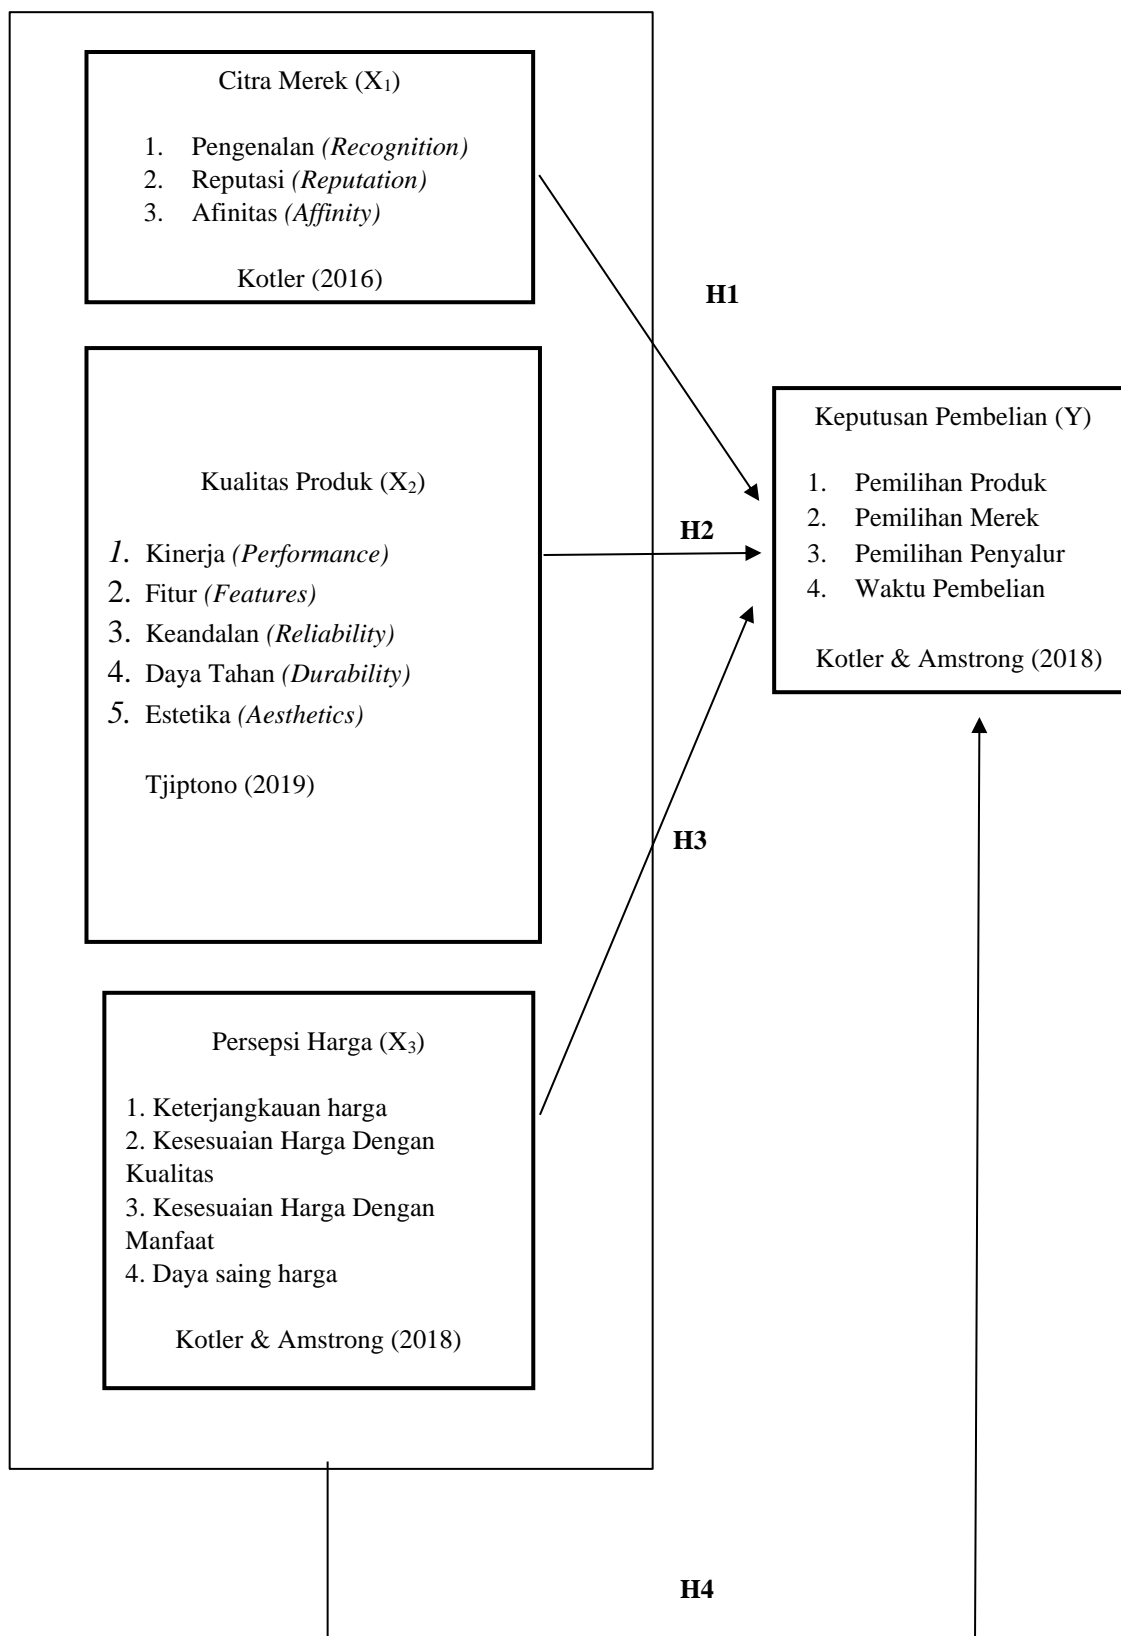 Citra Merek (X₁)
1. Pengenalan (Recognition)
2. Reputasi (Reputation)
3. Afinitas (Affinity)
Kotler (2016)
H1
Kualitas Produk (X₂)
1. Kinerja (Performance)
2. Fitur (Features)
3. Keandalan (Reliability)
4. Daya Tahan (Durability)
5. Estetika (Aesthetics)
Tjiptono (2019)
H2
Keputusan Pembelian (Y)
1. Pemilihan Produk
2. Pemilihan Merek
3. Pemilihan Penyalur
4. Waktu Pembelian
Kotler & Amstrong (2018)
H3
Persepsi Harga (X₃)
1. Keterjangkauan harga
2. Kesesuaian Harga Dengan
Kualitas
3. Kesesuaian Harga Dengan
Manfaat
4. Daya saing harga
Kotler & Amstrong (2018)
H4